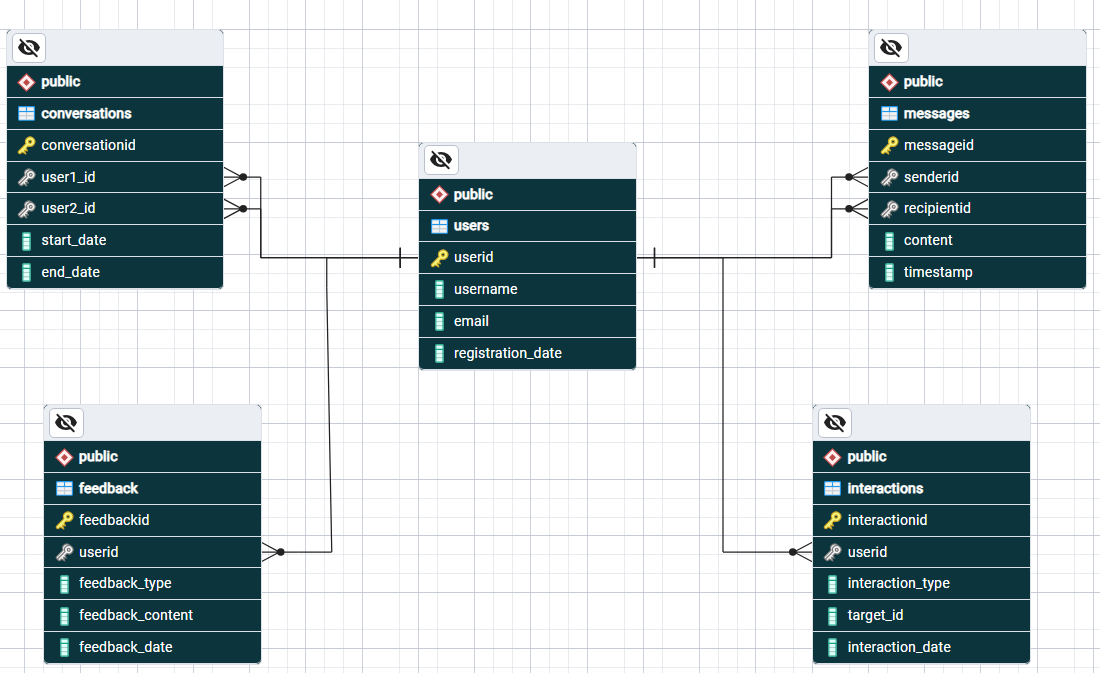 public
conversations
conversationid
user1_id
user2_id
start_date
end_date
public
users
userid
username
email
registration_date
public
messages
messageid
senderid
recipientid
content
timestamp
public
feedback
feedbackid
userid
feedback_type
feedback_content
feedback_date
public
interactions
interactionid
userid
interaction_type
target_id
interaction_date